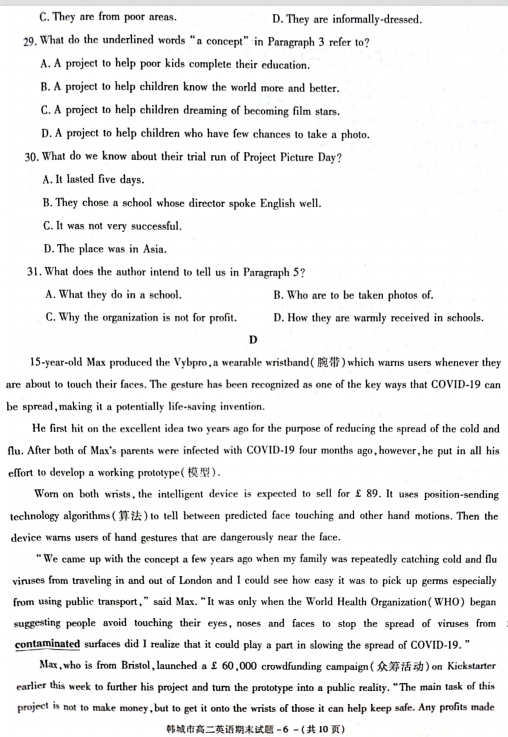 C. They are from poor areas. D. They are informally-dressed.
29. What do the underlined words "a concept" in Paragraph 3 refer to?
A. A project to help poor kids complete their education.
B. A project to help children know the world more and better.
C. A project to help children dreaming of becoming film stars.
D. A project to help children who have few chances to take a photo.
30. What do we know about their trial run of Project Picture Day?
A. It lasted five days.
B. They chose a school whose director spoke English well.
C. It was not very successful.
D. The place was in Asia.
31. What does the author intend to tell us in Paragraph 5?
A. What they do in a school. B. Who are to be taken photos of.
C. Why the organization is not for profit. D. How they are warmly received in schools.
D
15-year-old Max produced the Vybpro, a wearable wristband(腕带) which warns users whenever they
are about to touch their faces. The gesture has been recognized as one of the key ways that COVID-19 can
be spread, making it a potentially life-saving invention.
He first hit on the excellent idea two years ago for the purpose of reducing the spread of the cold and
flu. After both of Max's parents were infected with COVID-19 four months ago, however, he put in all his
effort to develop a working prototype(模型).
Worn on both wrists, the intelligent device is expected to sell for £ 89. It uses position-sending
technology algorithms(算法) to tell between predicted face touching and other hand motions. Then the
device warns users of hand gestures that are dangerously near the face.
"We came up with the concept a few years ago when my family was repeatedly catching cold and flu
viruses from traveling in and out of London and I could see how easy it was to pick up germs especially
from using public transport," said Max. "It was only when the World Health Organization(WHO) began
suggesting people avoid touching their eyes, noses and faces to stop the spread of viruses from
contaminated surfaces did I realize that it could play a part in slowing the spread of COVID-19."
Max, who is from Bristol, launched a £ 60,000 crowdfunding campaign(众筹活动) on Kickstarter
earlier this week to further his project and turn the prototype into a public reality. "The main task of this
project is not to make money, but to get it onto the wrists of those it can help keep safe. Any profits made
韩城市高二英语期末试题-6-(共10页)